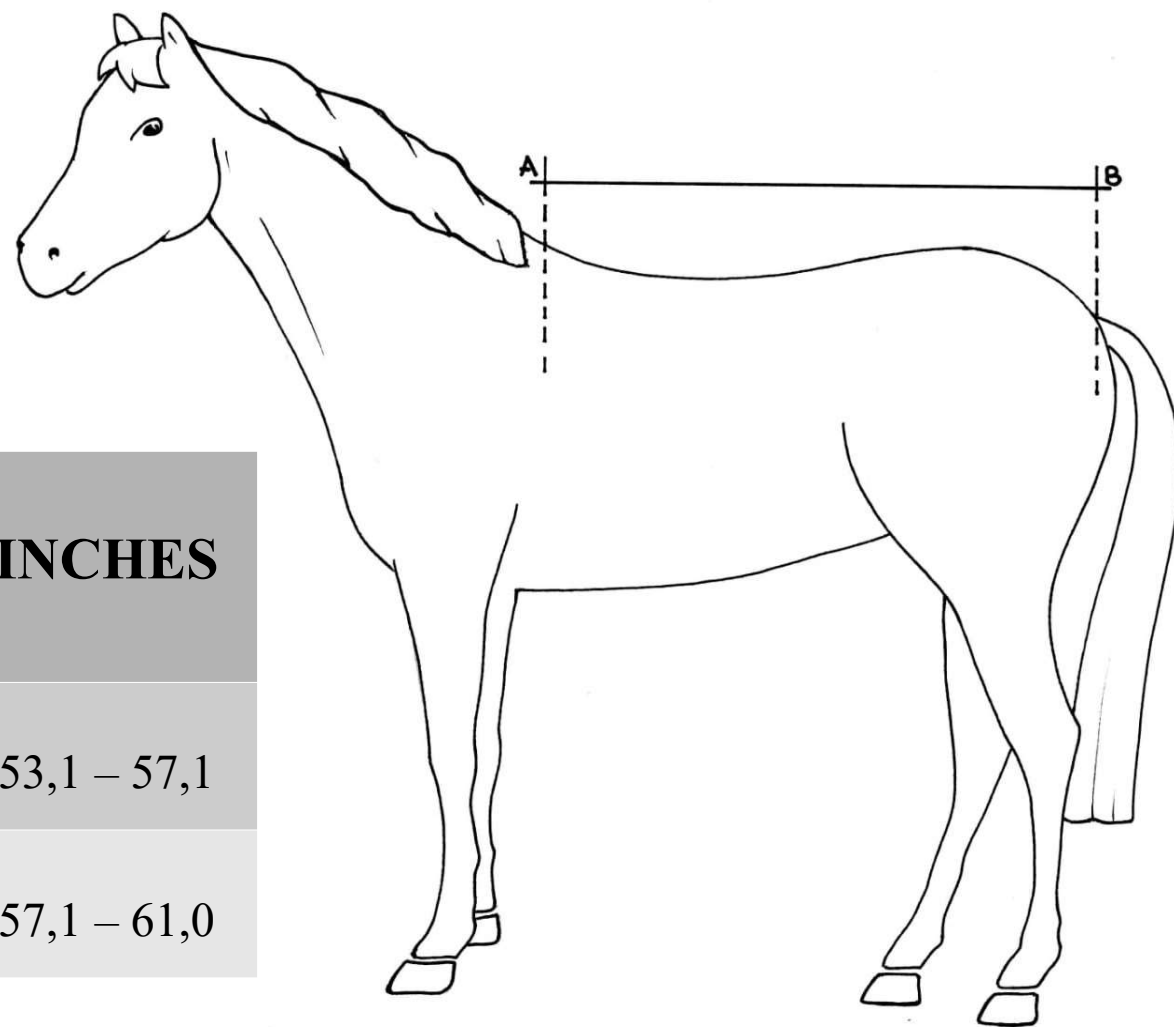 A
B
INCHES
53,1 – 57,1
57,1 – 61,0